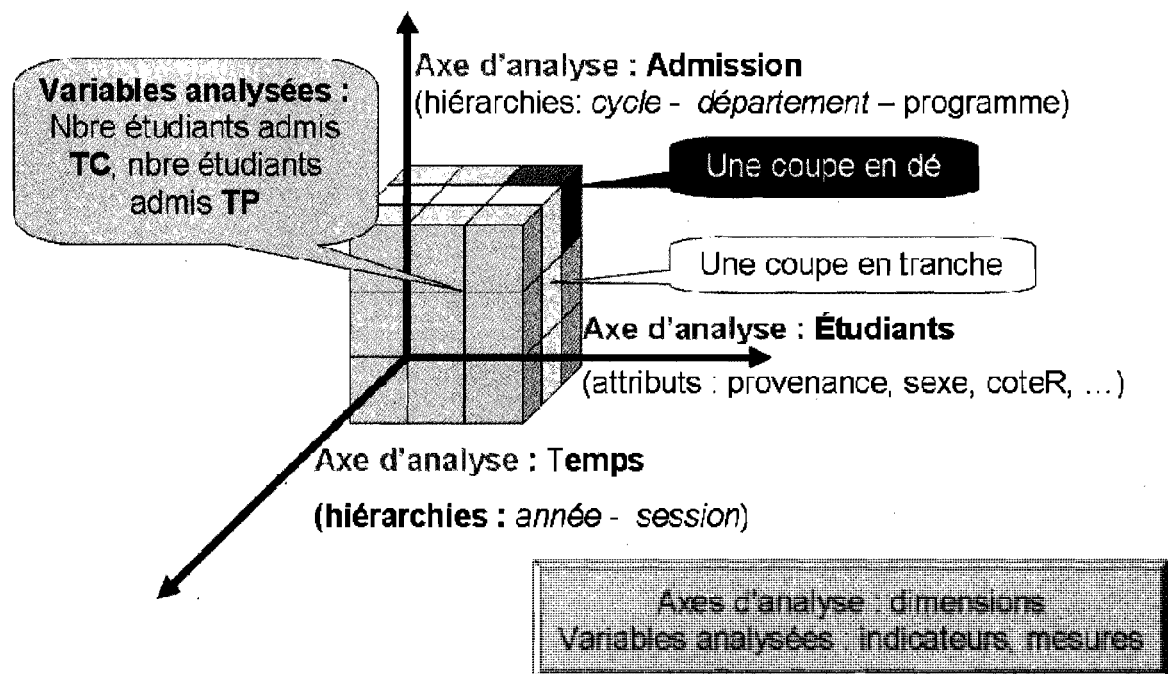 Variables analysées :
Nbre étudiants admis
TC, nbre étudiants
admis TP
Axe d'analyse : Admission
(hiérarchies: cycle - département – programme)
Une coupe en dé
Une coupe en tranche
Axe d'analyse : Étudiants
(attributs : provenance, sexe, coteR, ...)
Axe d'analyse : Temps
(hiérarchies : année - session)
Axes d'analyse : dimensions
Variables analysées : indicateurs, mesures